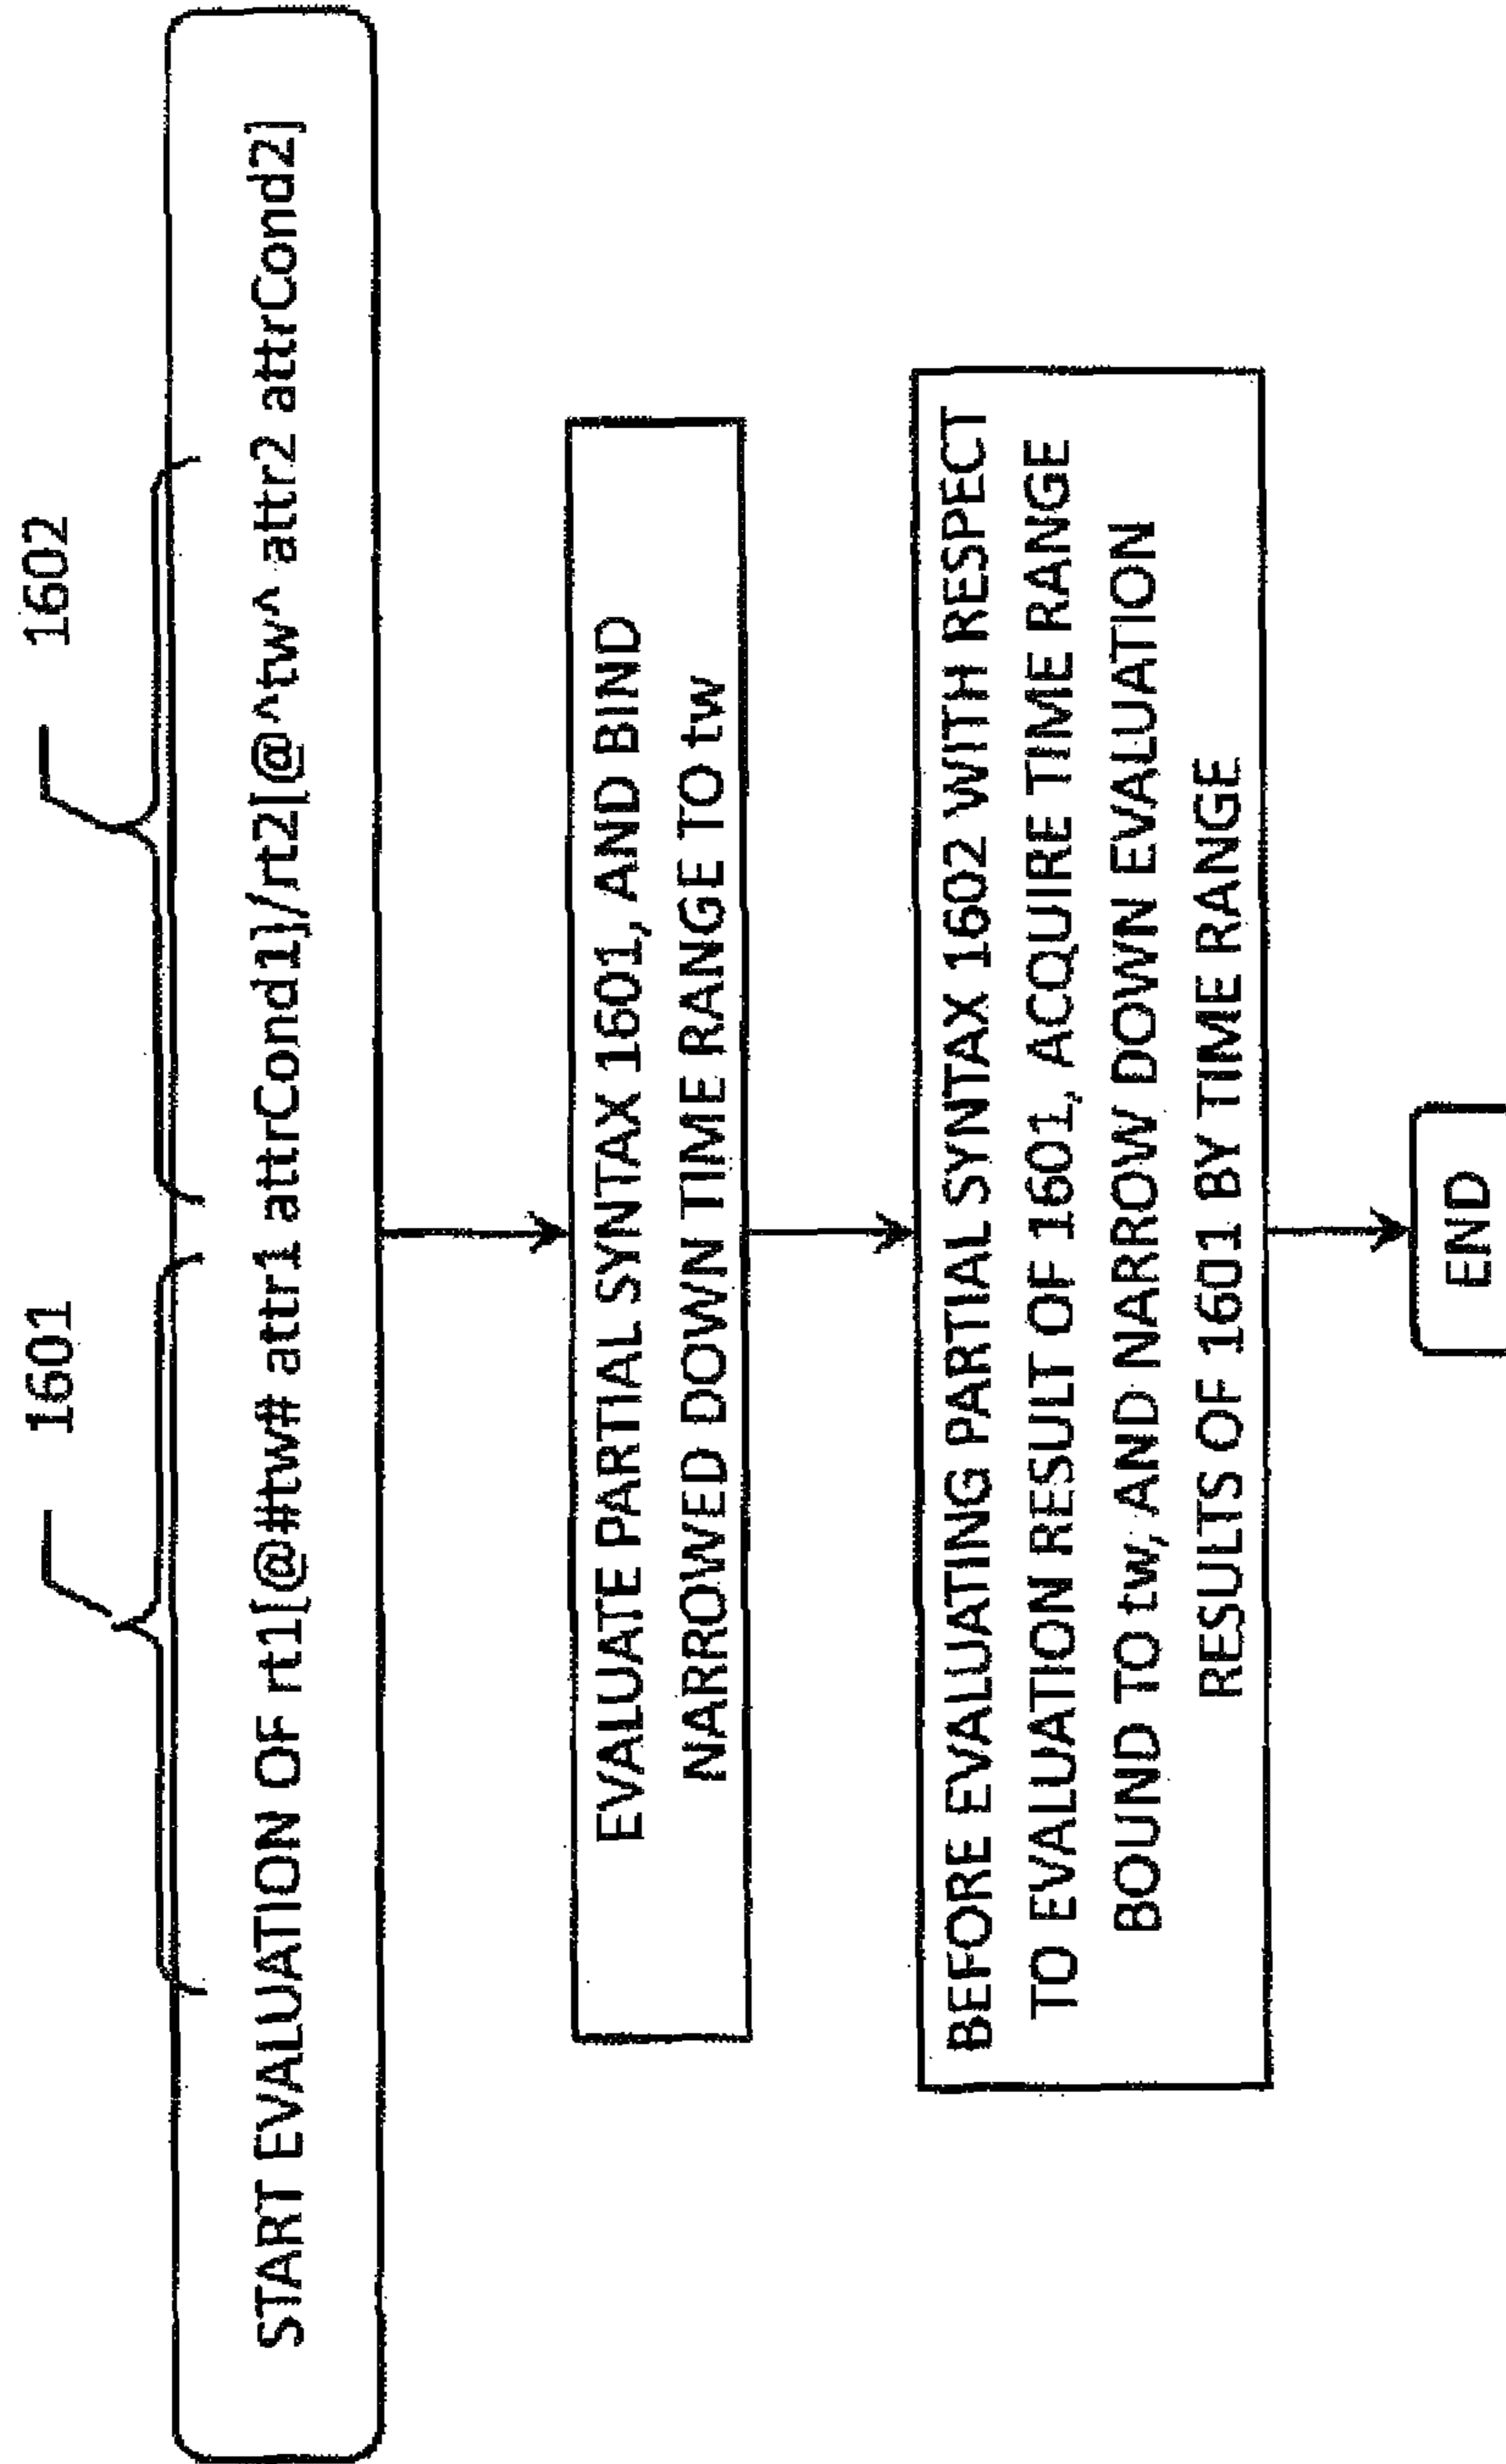 1601
1602
START EVALUATION OF rt1[@#tw# attr1 attrCond1]/rt2[@^tw^ attr2 attrCond2]
EVALUATE PARTIAL SYNTAX 1601, AND BIND
NARROWED DOWN TIME RANGE TO tw
BEFORE EVALUATING PARTIAL SYNTAX 1602 WITH RESPECT
TO EVALUATION RESULT OF 1601, ACQUIRE TIME RANGE
BOUND TO tw, AND NARROW DOWN EVALUATION
RESULTS OF 1601 BY TIME RANGE
END